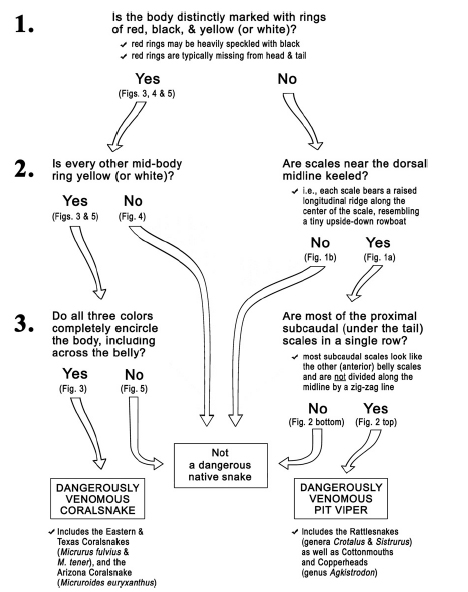 1.
Is the body distinctly marked with rings
of red, black, & yellow (or white)?
✓ red rings may be heavily speckled with black
✓ red rings are typically missing from head & tail
Yes
(Figs. 3, 4 & 5)
No
2.
Is every other mid-body
ring yellow (or white)?
Yes
(Figs. 3 & 5)
No
(Fig. 4)
Are scales near the dorsal
midline keeled?
✓ i.e., each scale bears a raised
longitudinal ridge along the
center of the scale, resembling
a tiny upside-down rowboat
No
(Fig. 1b)
Yes
(Fig. 1a)
3.
Do all three colors
completely encircle
the body, including
across the belly?
Yes
(Fig. 3)
No
(Fig. 5)
Are most of the proximal
subcaudal (under the tail)
scales in a single row?
✓ most subcaudal scales look like
the other (anterior) belly scales
and are not divided along the
midline by a zig-zag line
No
(Fig. 2 bottom)
Yes
(Fig. 2 top)
Not
a dangerous
native snake
DANGEROUSLY
VENOMOUS
CORALSNAKE
✓ Includes the Eastern &
Texas Coralsnakes
(Micrurus fulvius &
M. tener), and the
Arizona Coralsnake
(Micruroides euryxanthus)
DANGEROUSLY
VENOMOUS
PIT VIPER
✓ Includes the Rattlesnakes
(genera Crotalus & Sistrurus)
as well as Cottonmouths
and Copperheads
(genus Agkistrodon)